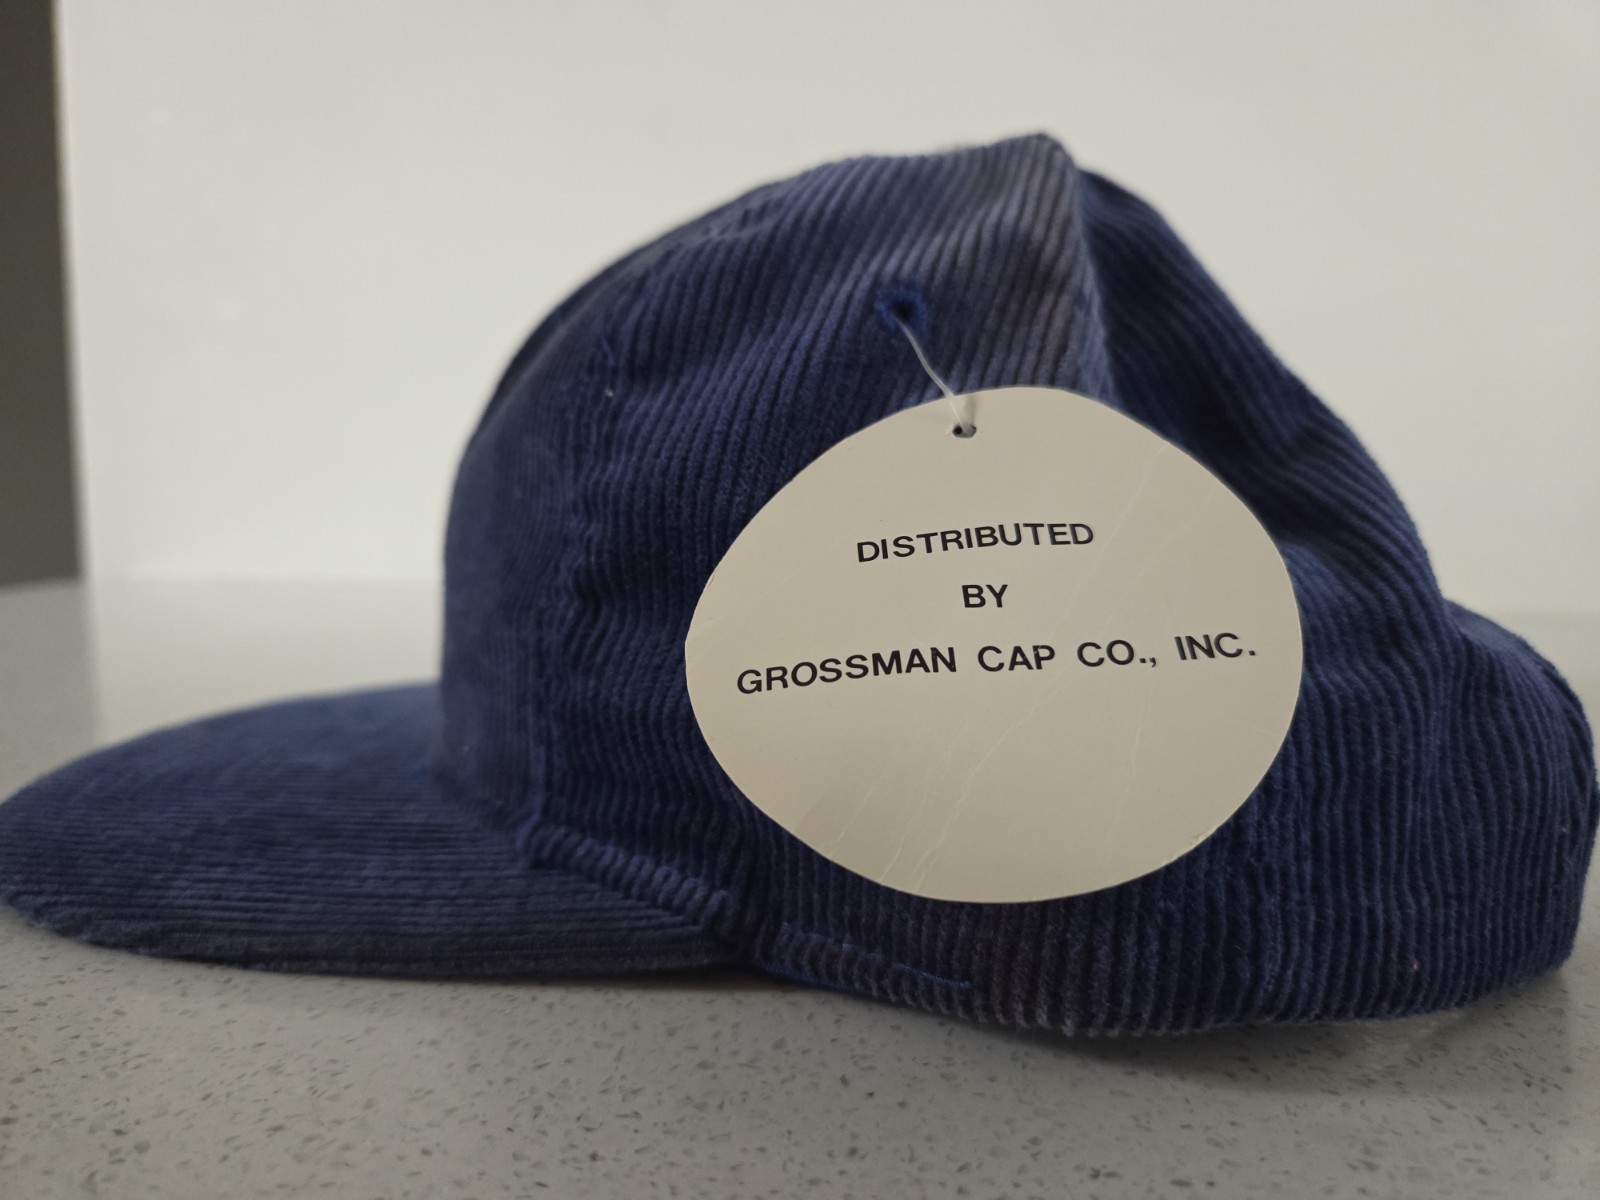 DISTRIBUTED
BY
GROSSMAN CAP CO., INC.